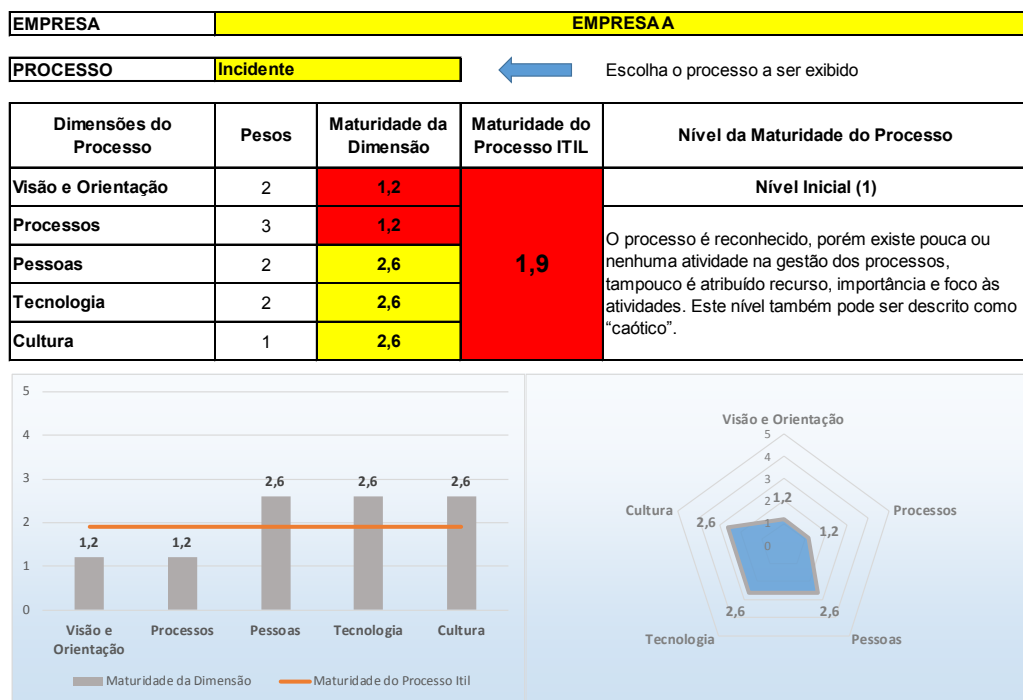 EMPRESA
EMPRESA A
PROCESSO
Incidente
Escolha o processo a ser exibido
Dimensões do Processo
Pesos
Maturidade da Dimensão
Maturidade do Processo ITIL
Nível da Maturidade do Processo
Visão e Orientação
2
1,2
1,9
Nível Inicial (1)
Processos
3
1,2
O processo é reconhecido, porém existe pouca ou
nenhuma atividade na gestão dos processos,
tampouco é atribuído recurso, importância e foco às
atividades. Este nível também pode ser descrito como
“caótico”.
Pessoas
2
2,6
Tecnologia
2
2,6
Cultura
1
2,6
5
4
3
2
1
0
1,2
1,2
2,6
2,6
2,6
Visão e
Orientação
Processos
Pessoas
Tecnologia
Cultura
Maturidade da Dimensão
Maturidade do Processo Itil
Visão e Orientação
5
4
3
2
1
0
1,2
1,2
2,6
2,6
2,6
Processos
Pessoas
Tecnologia
Cultura